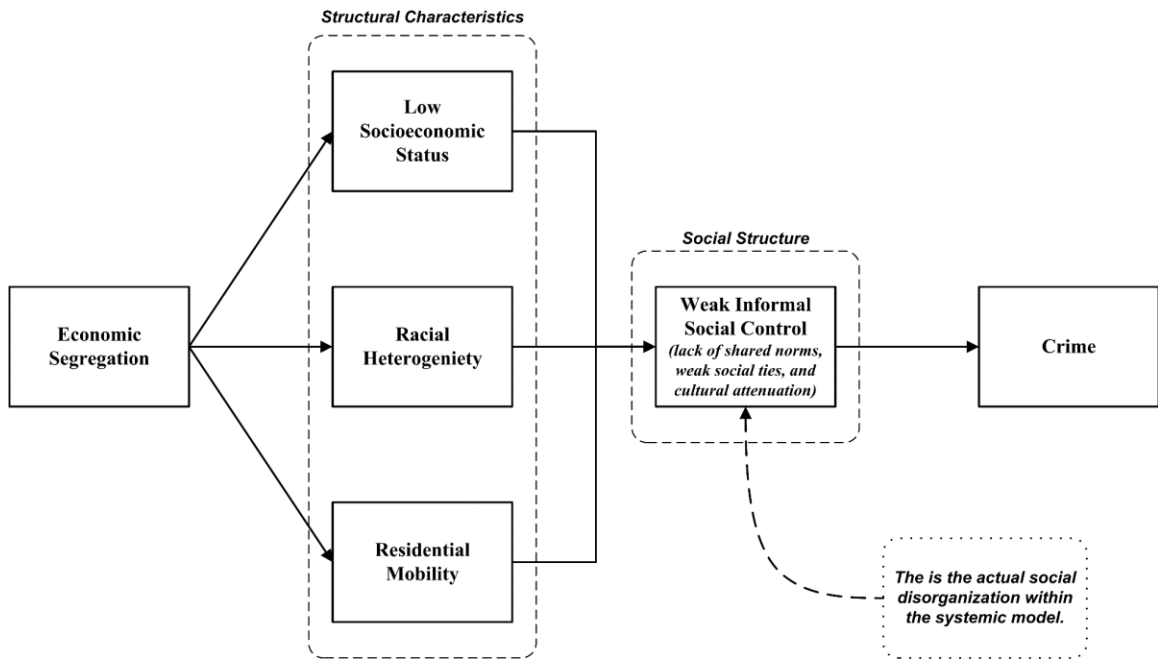 Structural Characteristics
Low
Socioeconomic
Status
Economic
Segregation
Racial
Heterogeniety
Residential
Mobility
Social Structure
Weak Informal
Social Control
(lack of shared norms,
weak social ties, and
cultural attenuation)
Crime
The is the actual social
disorganization within
the systemic model.